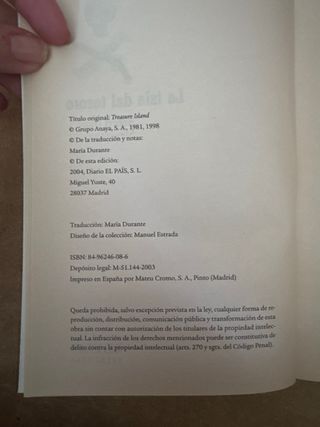 La isla del tesoro
Título original: Treasure Island
© Grupo Anaya, S. A., 1981, 1998
© De la traducción y notas:
María Durante
© De esta edición:
2004, Diario EL PAÍS, S. L.
Miguel Yuste, 40
28037 Madrid
Traducción: María Durante
Diseño de la colección: Manuel Estrada
ISBN: 84-96246-08-6
Depósito legal: M-51.144-2003
Impreso en España por Mateu Cromo, S. A., Pinto (Madrid)
Queda prohibida, salvo excepción prevista en la ley, cualquier forma de re-
producción, distribución, comunicación pública y transformación de esta
obra sin contar con autorización de los titulares de la propiedad intelec-
tual. La infracción de los derechos mencionados puede ser constitutiva de
delito contra la propiedad intelectual (arts. 270 y sgts. del Código Penal).